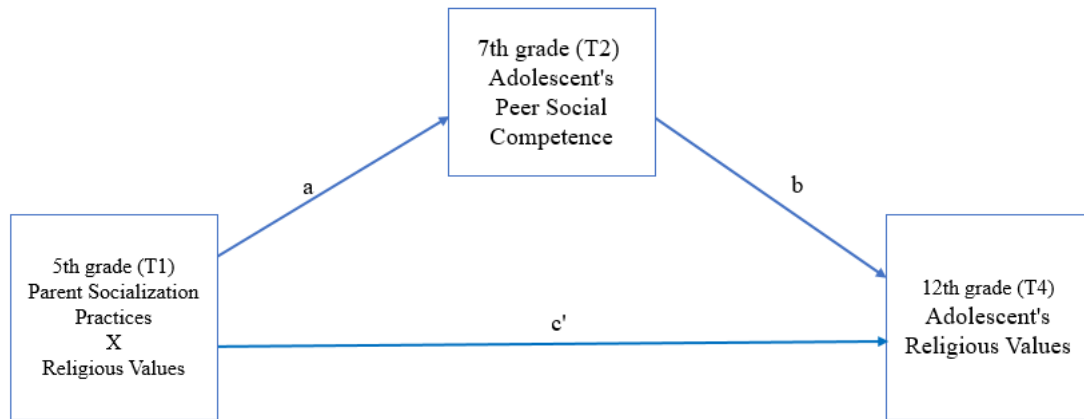 7th grade (T2)
Adolescent's
Peer Social
Competence
a
b
5th grade (T1)
Parent Socialization
Practices
X
Religious Values
c'
12th grade (T4)
Adolescent's
Religious Values